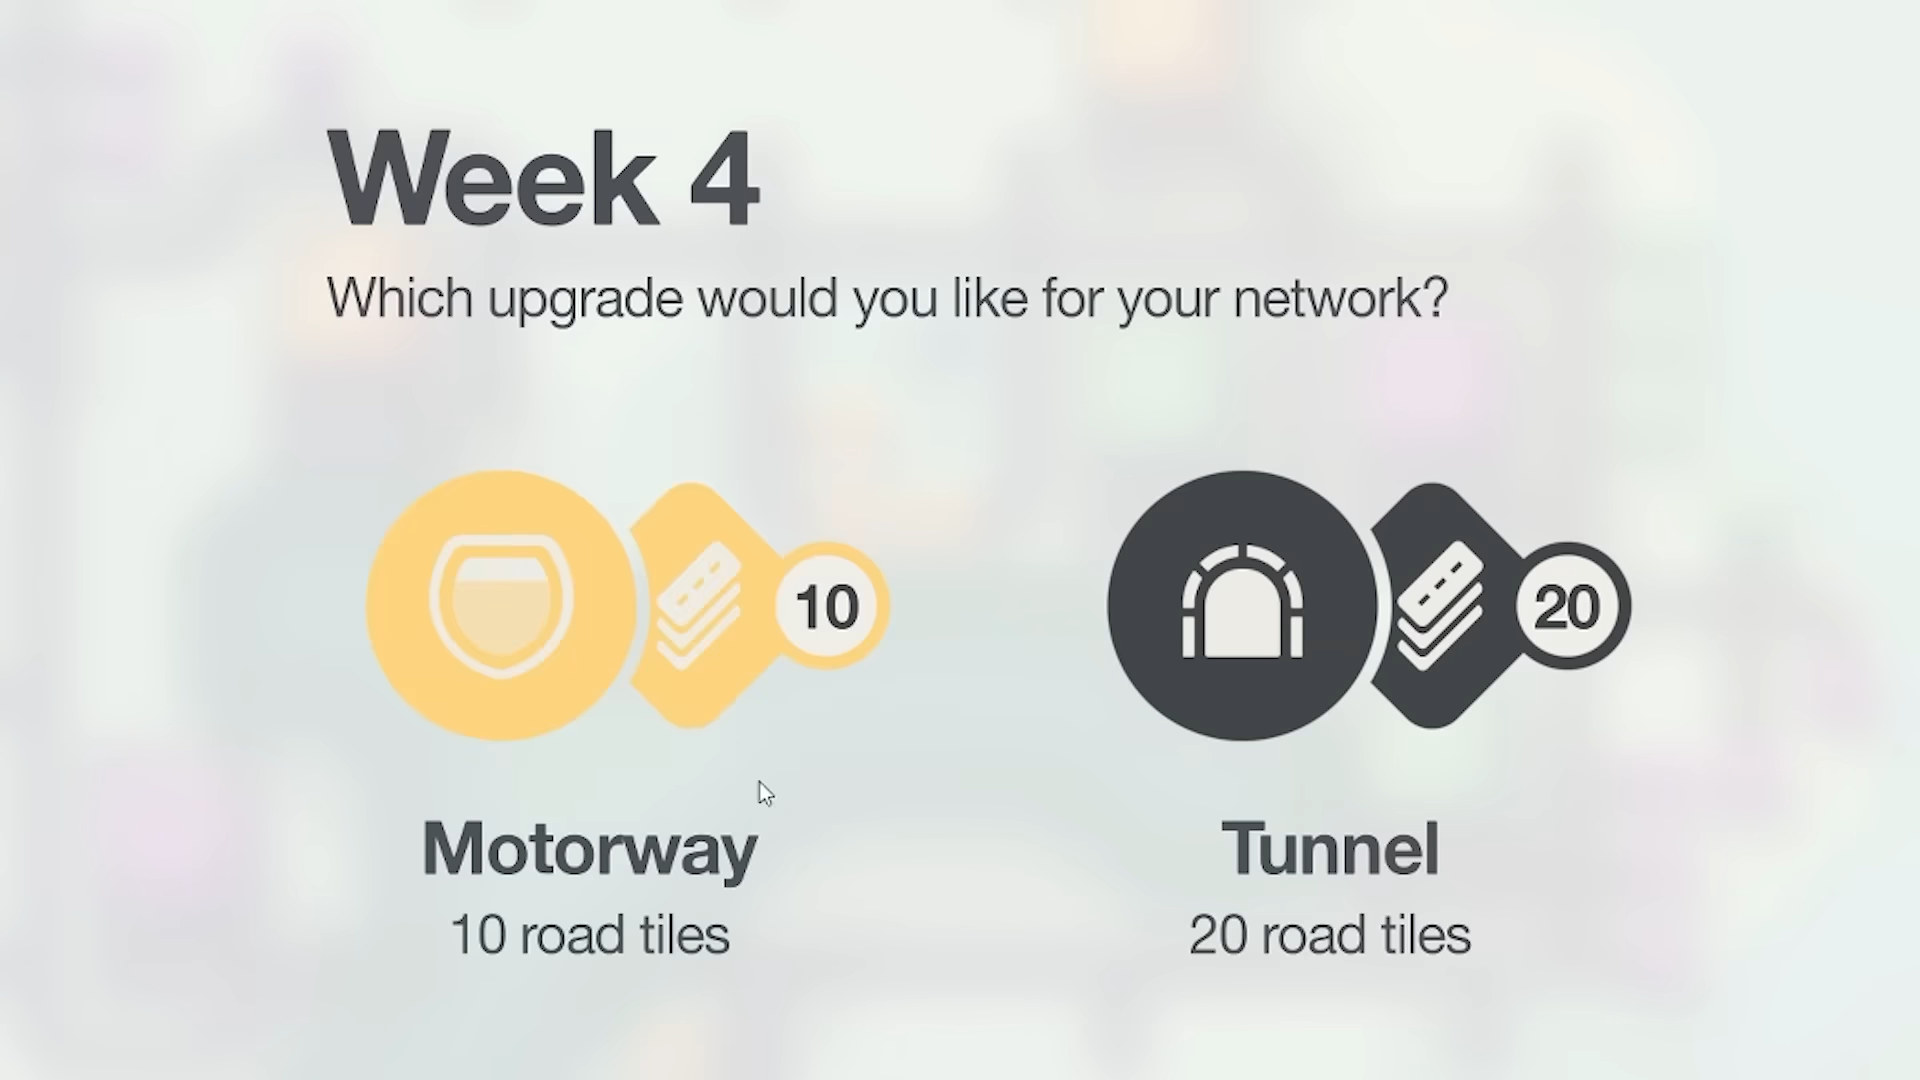 Week 4
Which upgrade would you like for your network?
10
20
Motorway
Tunnel
10 road tiles
20 road tiles